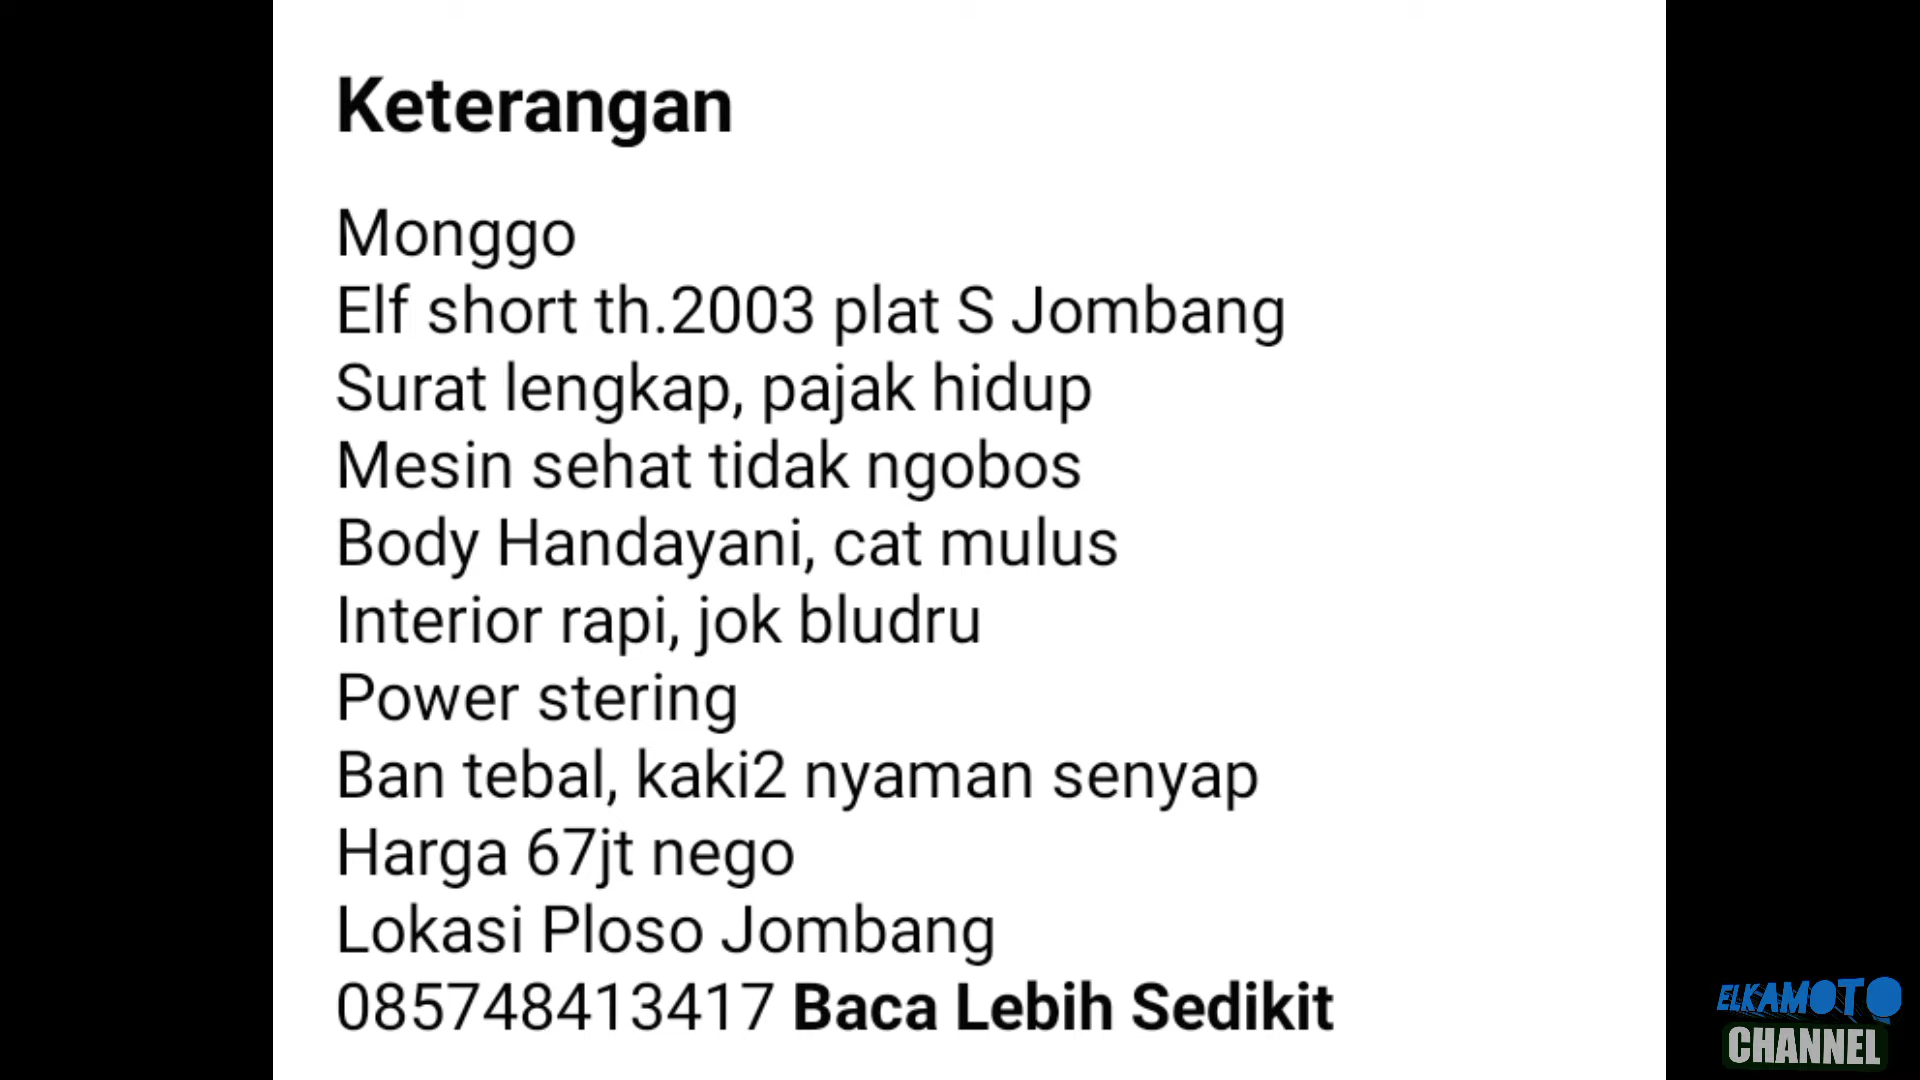 Keterangan
Monggo
Elf short th.2003 plat S Jombang
Surat lengkap, pajak hidup
Mesin sehat tidak ngobos
Body Handayani, cat mulus
Interior rapi, jok bludru
Power stering
Ban tebal, kaki2 nyaman senyap
Harga 67jt nego
Lokasi Ploso Jombang
085748413417 Baca Lebih Sedikit
ELKAMOTO
CHANNEL